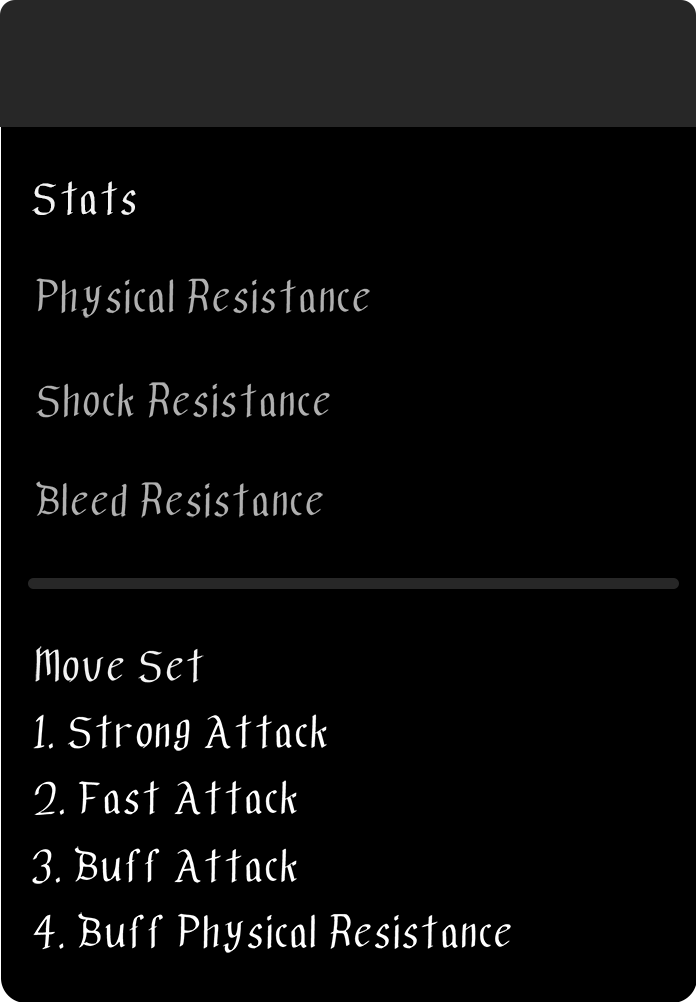 Stats
Physical Resistance
Shock Resistance
Bleed Resistance
Move Set
1. Strong Attack
2. Fast Attack
3. Buff Attack
4. Buff Physical Resistance